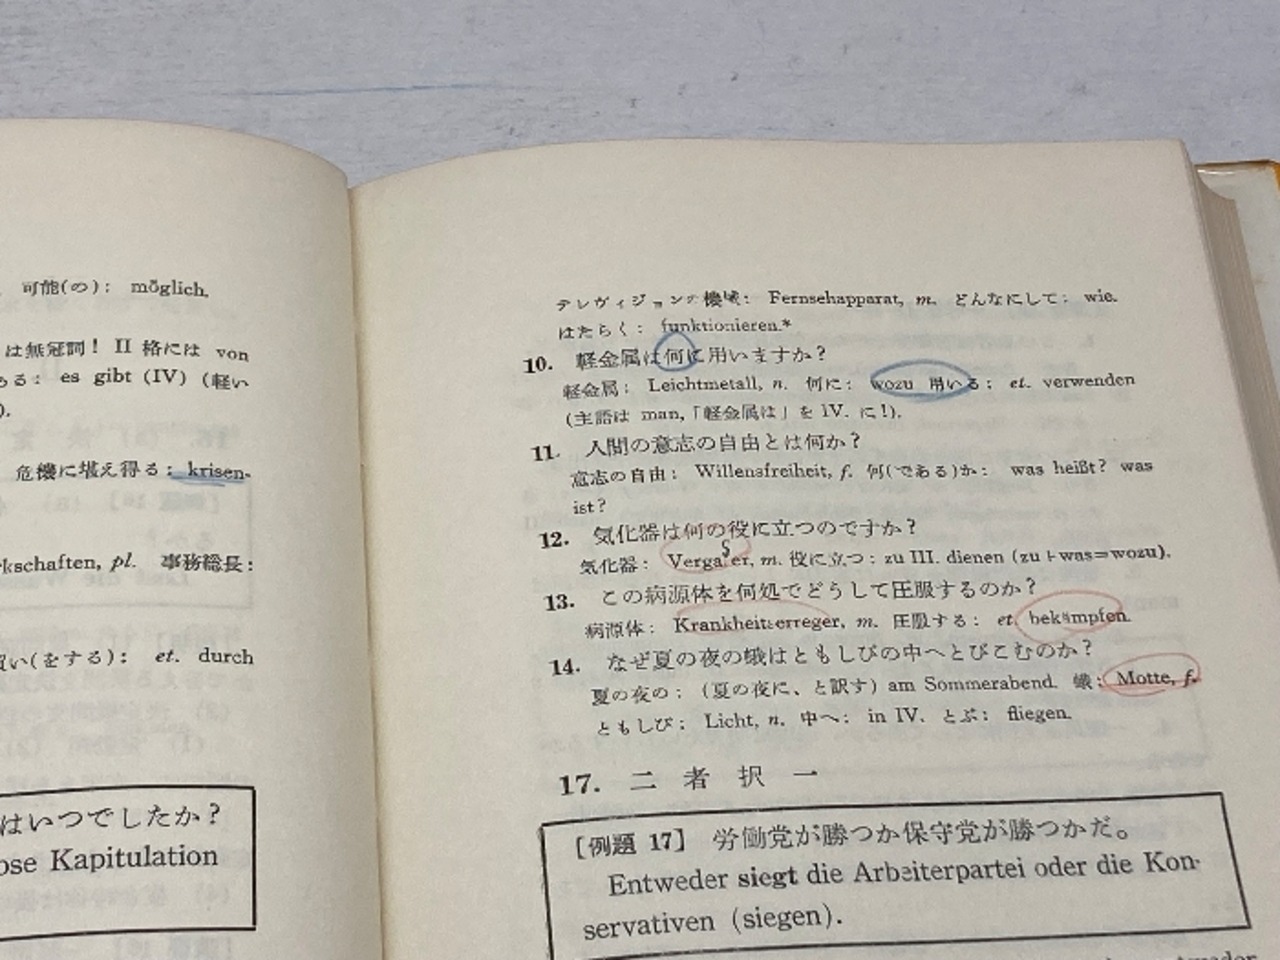 可能(の): möglich.
は無冠詞! II 格には von
ある: es gibt (IV) (軽い
).
危機に堪え得る: krisen-
kschaften, pl. 事務総長:
買い(をする): et. durch
はいつでしたか?
ose Kapitulation
テレヴィジョンの機械: Fernsehapparat, m. どんなにして: wie.
はたらく: funktionieren.*
10. 軽金属は何に用いますか?
軽金属: Leichtmetall, n. 何に: wozu 用いる: et. verwenden
(主語は man,「軽金属は」を IV. に!).
11. 人間の意志の自由とは何か?
意志の自由: Willensfreiheit, f. 何(である)か: was heißt? was
ist?
12. 気化器は何の役に立つのですか?
s
気化器: Vergaser, m. 役に立つ: zu III. dienen (zu+was=wozu).
13. この病源体を何処でどうして圧服するのか?
病源体: Krankheitserreger, m. 圧服する: et. bekämpfen.
14. なぜ夏の夜の蛾はともしびの中へとびこむのか?
夏の夜の: (夏の夜に、と訳す) am Sommerabend. 蛾: Motte, f.
ともしび: Licht, n. 中へ: in IV. とぶ: fliegen.
17. 二者択一
[例題 17] 労働党が勝つか保守党が勝つかだ。
Entweder siegt die Arbeiterpartei oder die Kon-
servativen (siegen).